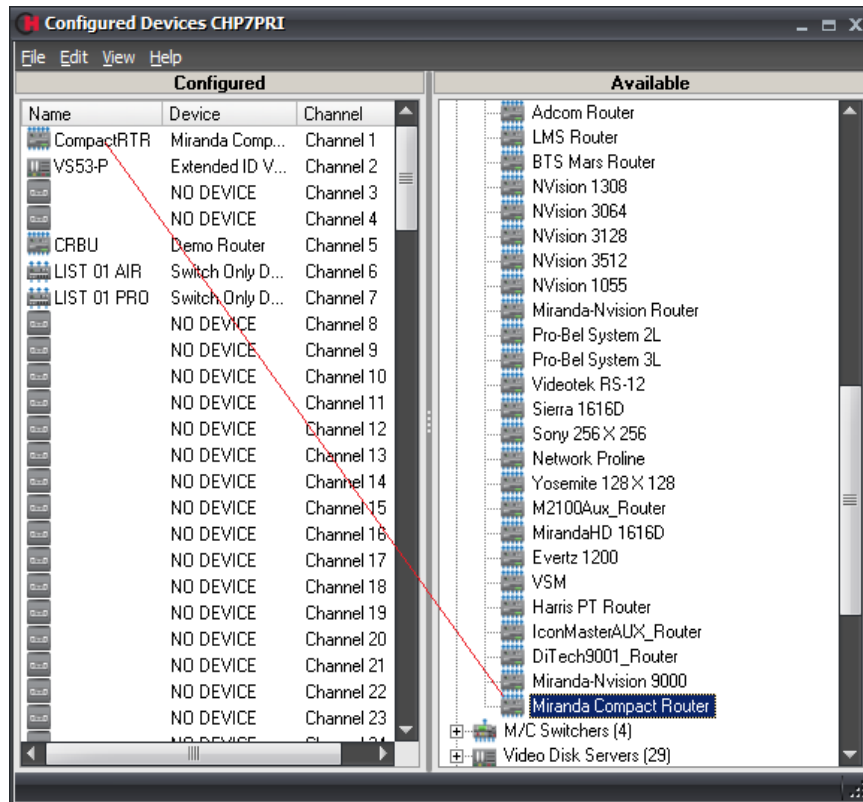 Configured Devices CHP7PRI
File Edit View Help
Configured
Name Device Channel
CompactRTR Miranda Comp... Channel 1
VS53-P Extended ID V... Channel 2
NO DEVICE Channel 3
NO DEVICE Channel 4
CRBU Demo Router Channel 5
LIST 01 AIR Switch Only D... Channel 6
LIST 01 PRO Switch Only D... Channel 7
NO DEVICE Channel 8
NO DEVICE Channel 9
NO DEVICE Channel 10
NO DEVICE Channel 11
NO DEVICE Channel 12
NO DEVICE Channel 13
NO DEVICE Channel 14
NO DEVICE Channel 15
NO DEVICE Channel 16
NO DEVICE Channel 17
NO DEVICE Channel 18
NO DEVICE Channel 19
NO DEVICE Channel 20
NO DEVICE Channel 21
NO DEVICE Channel 22
NO DEVICE Channel 23
Available
Adcom Router
LMS Router
BTS Mars Router
NVision 1308
NVision 3064
NVision 3128
NVision 3512
NVision 1055
Miranda-Nvision Router
Pro-Bel System 2L
Pro-Bel System 3L
Videotek RS-12
Sierra 1616D
Sony 256 X 256
Network Proline
Yosemite 128 X 128
M2100Aux_Router
MirandaHD 1616D
Evertz 1200
VSM
Harris PT Router
IconMasterAUX_Router
DiTech9001_Router
Miranda-Nvision 9000
Miranda Compact Router
M/C Switchers (4)
Video Disk Servers (29)